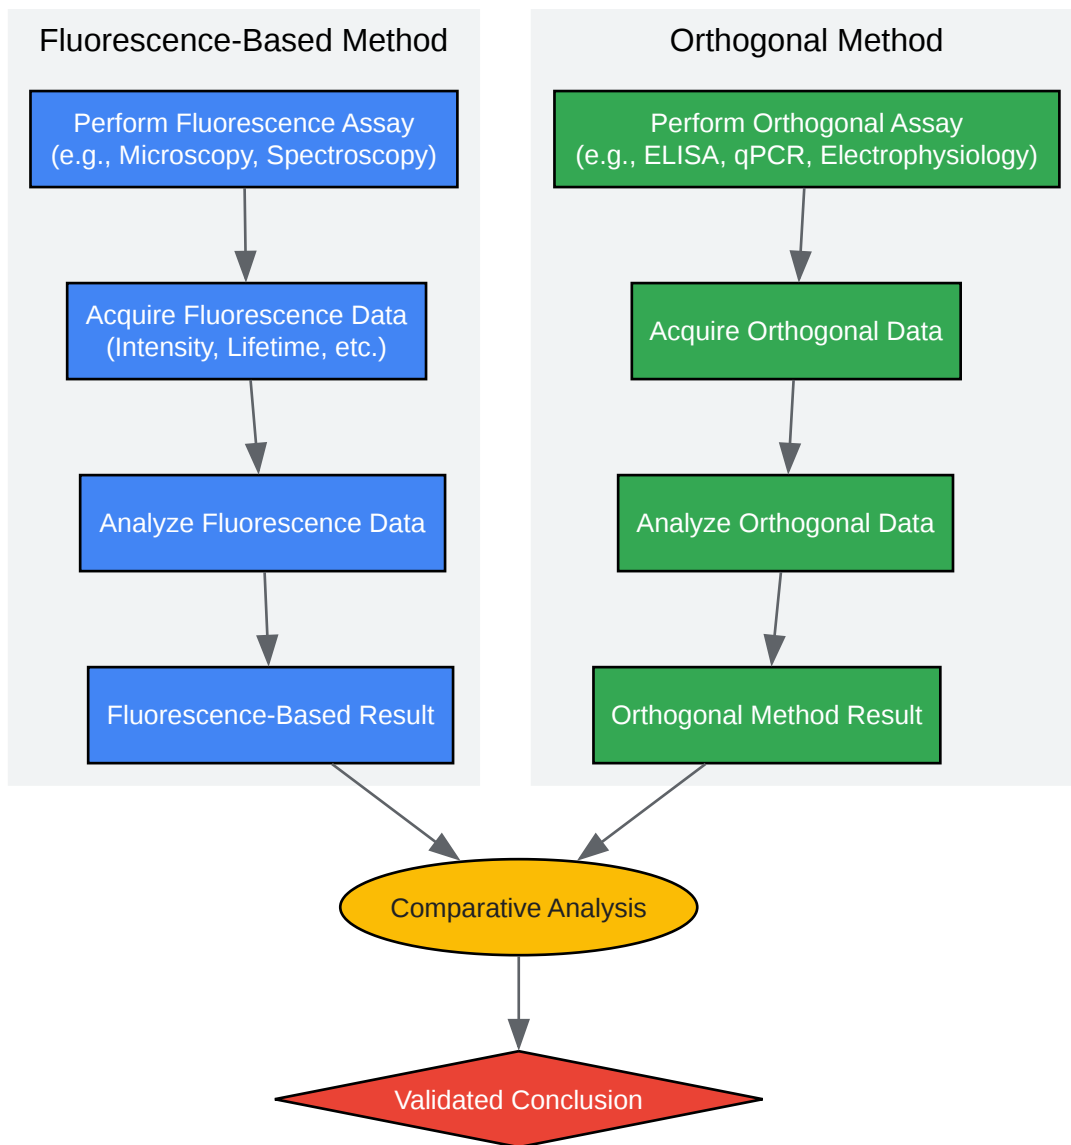 Fluorescence-Based Method
Perform Fluorescence Assay
(e.g., Microscopy, Spectroscopy)
Acquire Fluorescence Data
(Intensity, Lifetime, etc.)
Analyze Fluorescence Data
Fluorescence-Based Result
Orthogonal Method
Perform Orthogonal Assay
(e.g., ELISA, qPCR, Electrophysiology)
Acquire Orthogonal Data
Analyze Orthogonal Data
Orthogonal Method Result
Comparative Analysis
Validated Conclusion